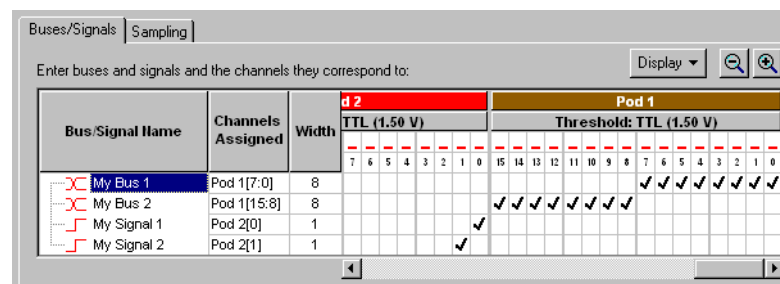 Buses/Signals Sampling
Enter buses and signals and the channels they correspond to:
Display
Bus/Signal Name Channels Assigned Width d 2 Pod 1
TTL (1.50 V) Threshold: TTL (1.50 V)
7 6 5 4 3 2 1 0 15 14 13 12 11 10 9 8 7 6 5 4 3 2 1 0
My Bus 1 Pod 1[7:0] 8
My Bus 2 Pod 1[15:8] 8
My Signal 1 Pod 2[0] 1
My Signal 2 Pod 2[1] 1